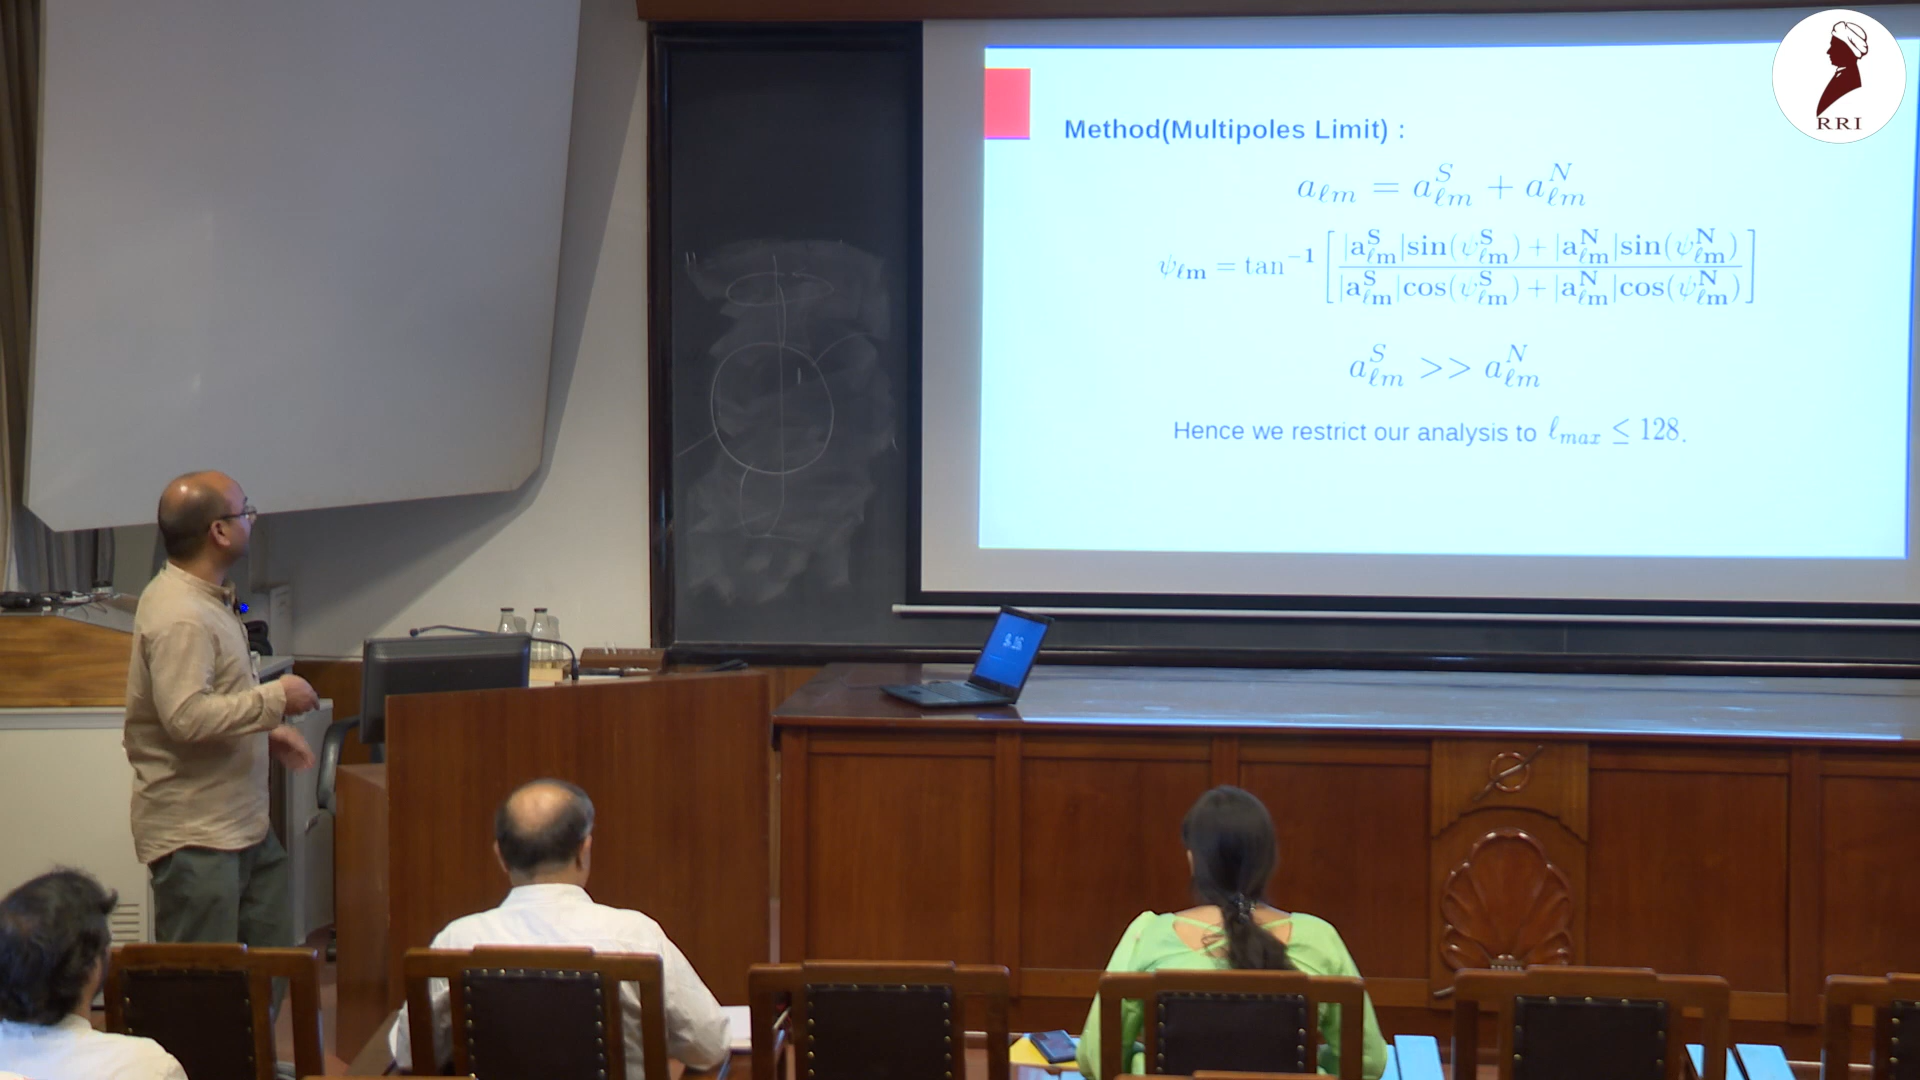 RRI
Method(Multipoles Limit) :
a_{ℓm} = a^S_{ℓm} + a^N_{ℓm}
ψ_{ℓm} = tan^{-1} [ (|a^S_{ℓm}|sin(ψ^S_{ℓm}) + |a^N_{ℓm}|sin(ψ^N_{ℓm})) / (|a^S_{ℓm}|cos(ψ^S_{ℓm}) + |a^N_{ℓm}|cos(ψ^N_{ℓm})) ]
a^S_{ℓm} >> a^N_{ℓm}
Hence we restrict our analysis to ℓ_{max} ≤ 128.